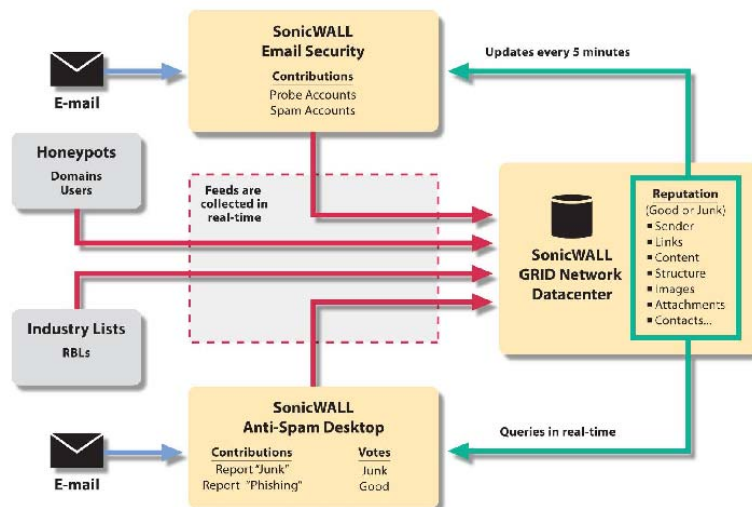 SonicWALL
Email Security
Contributions
Probe Accounts
Spam Accounts
Updates every 5 minutes
E-mail
Honeypots
Domains
Users
Feeds are
collected in
real-time
Reputation
(Good or Junk)
Sender
Links
Content
Structure
Images
Attachments
Contacts...
SonicWALL
GRID Network
Datacenter
Industry Lists
RBLs
SonicWALL
Anti-Spam Desktop
Contributions
Report "Junk"
Report "Phishing"
Votes
Junk
Good
Queries in real-time
E-mail